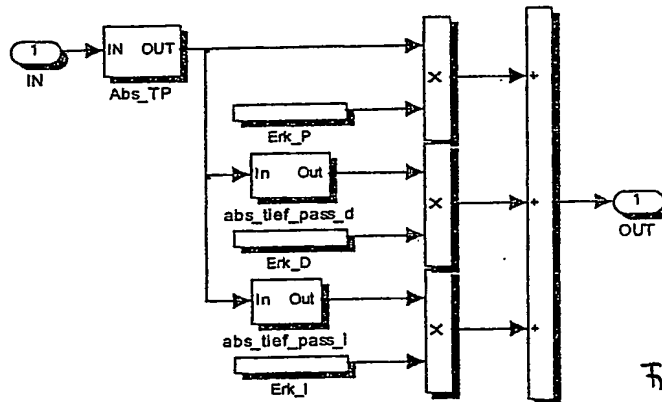 1
IN
IN OUT
Abs_TP
Erk_P
In Out
abs_tief_pass_d
Erk_D
In Out
abs_tief_pass_i
Erk_I
×
×
×
+
+
+
1
OUT